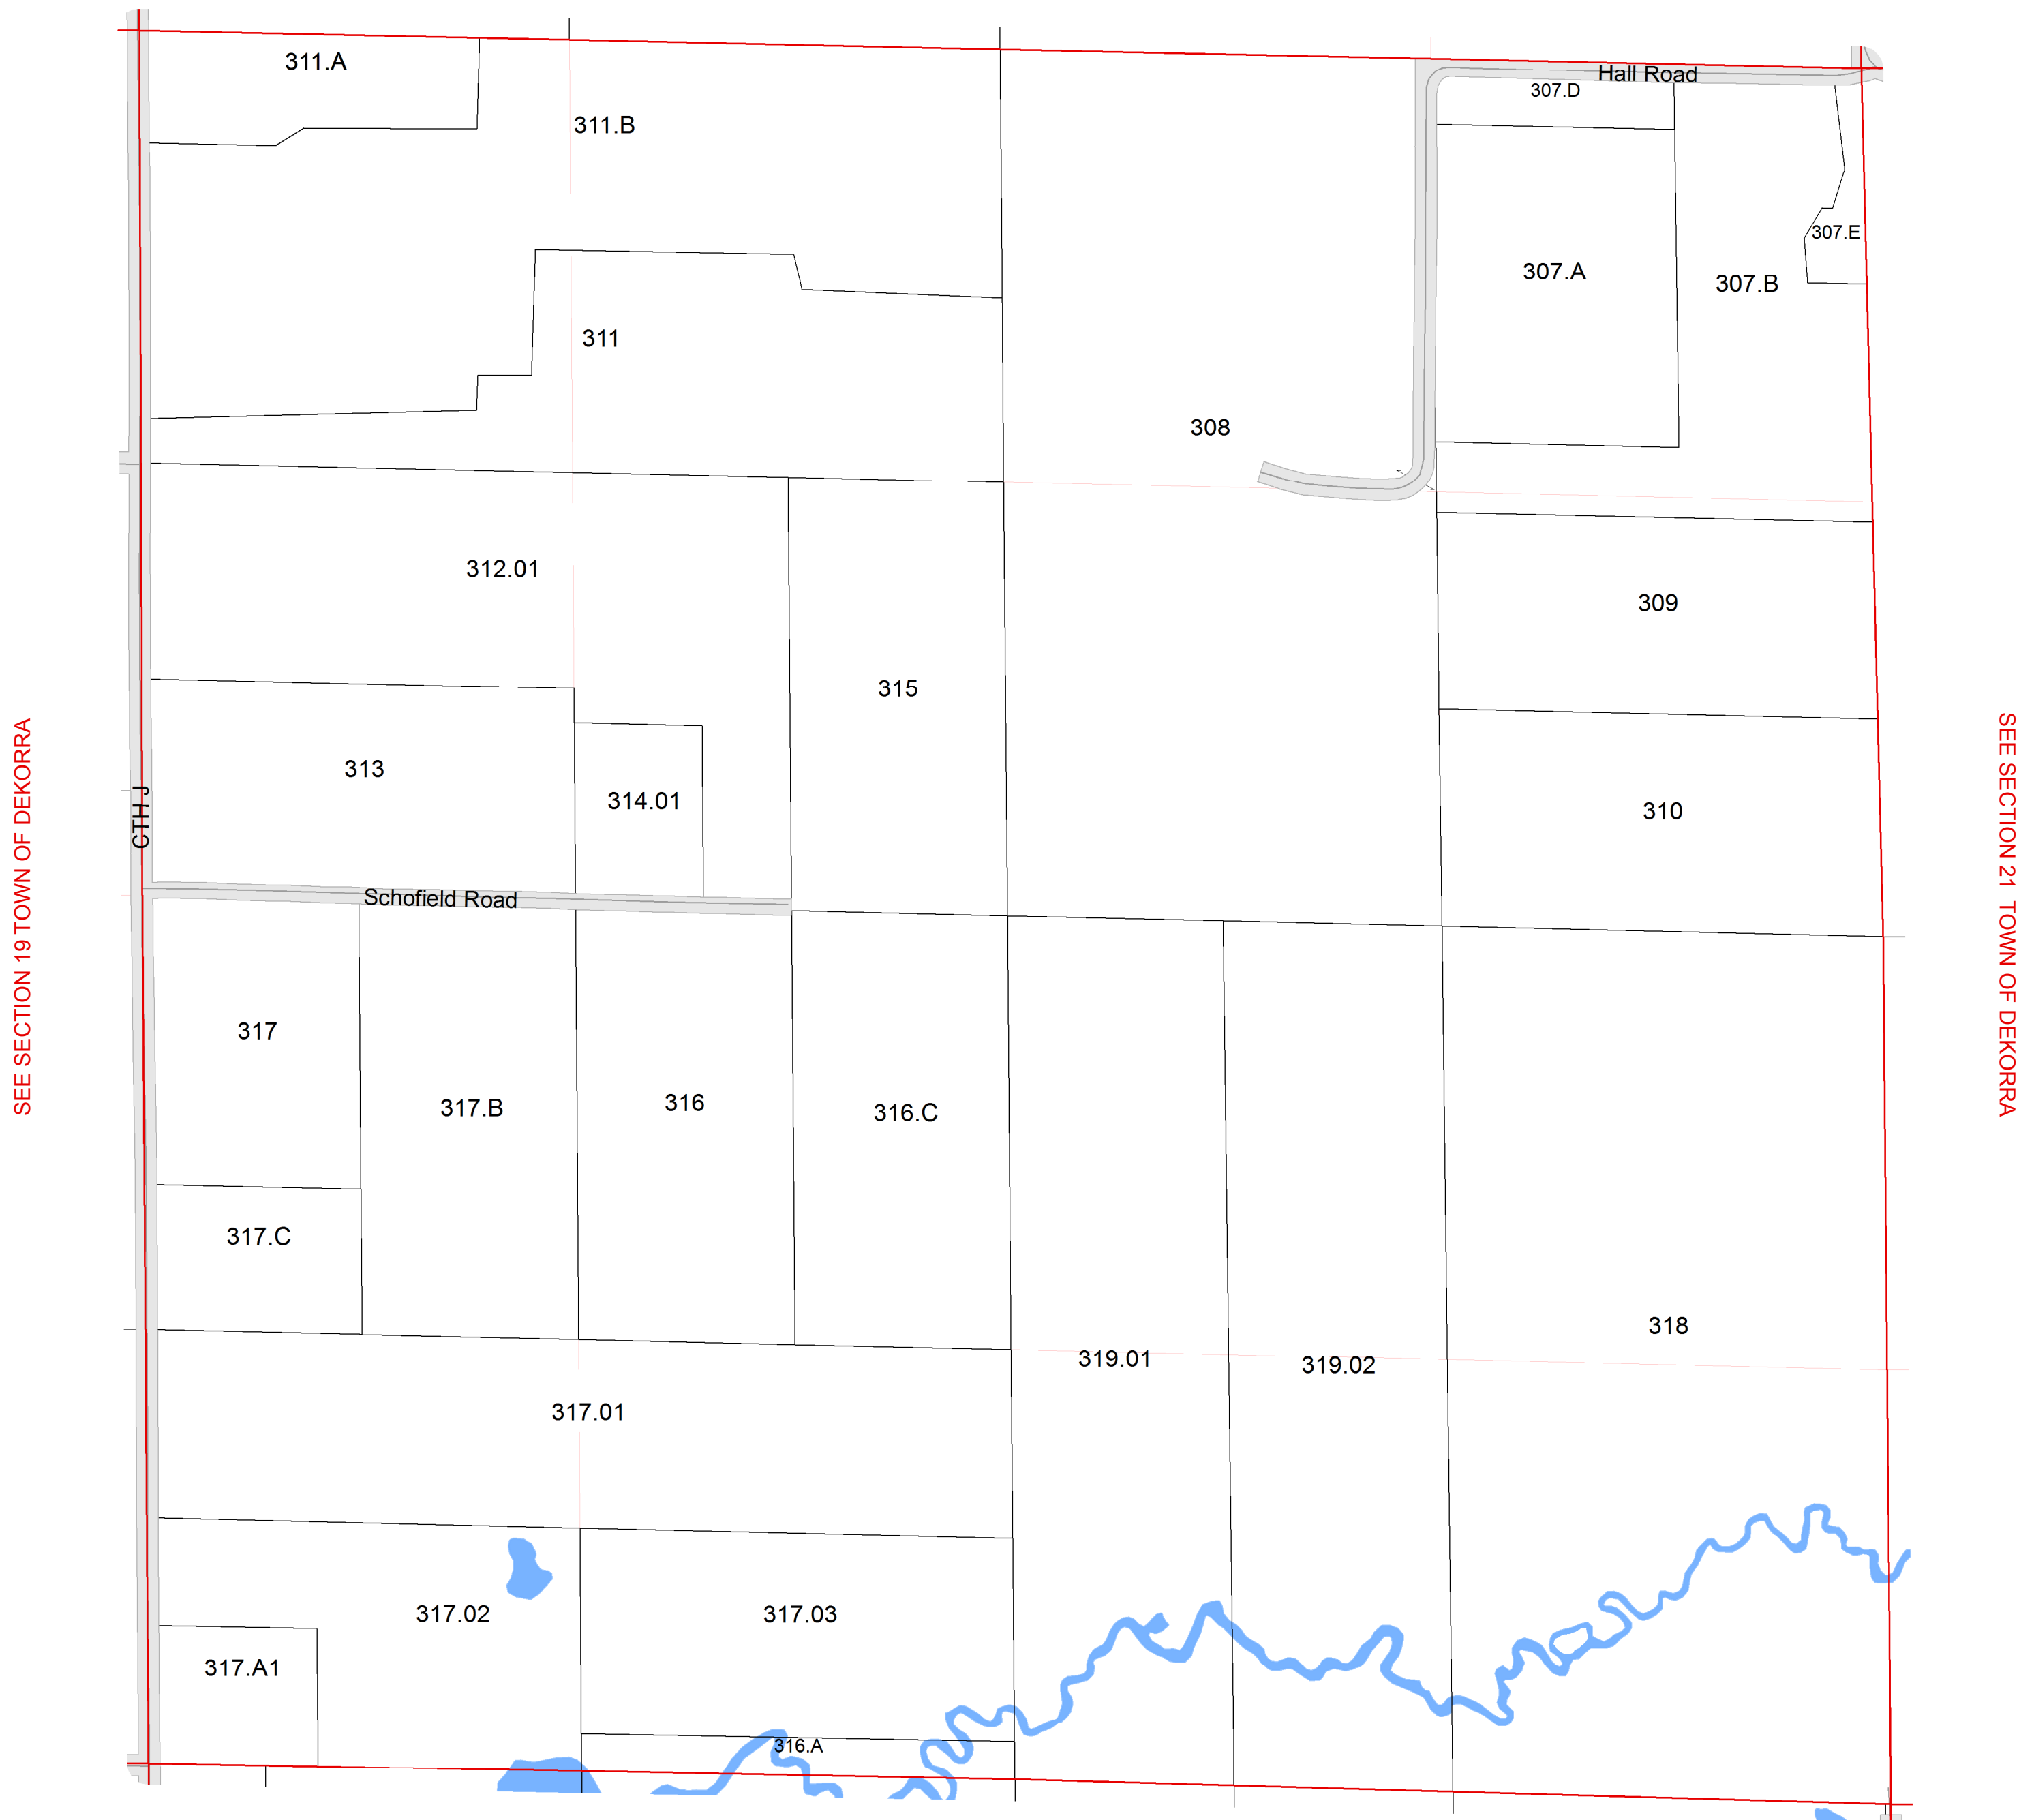 311.A
Hall Road
307.D
311.B
307.E
307.A
307.B
311
308
312.01
309
315
313
314.01
310
CTH J
Schofield Road
SEE SECTION 19 TOWN OF DEKORRA
SEE SECTION 21 TOWN OF DEKORRA
317
317.B
316
316.C
317.C
318
319.01
319.02
317.01
317.02
317.03
317.A1
316.A